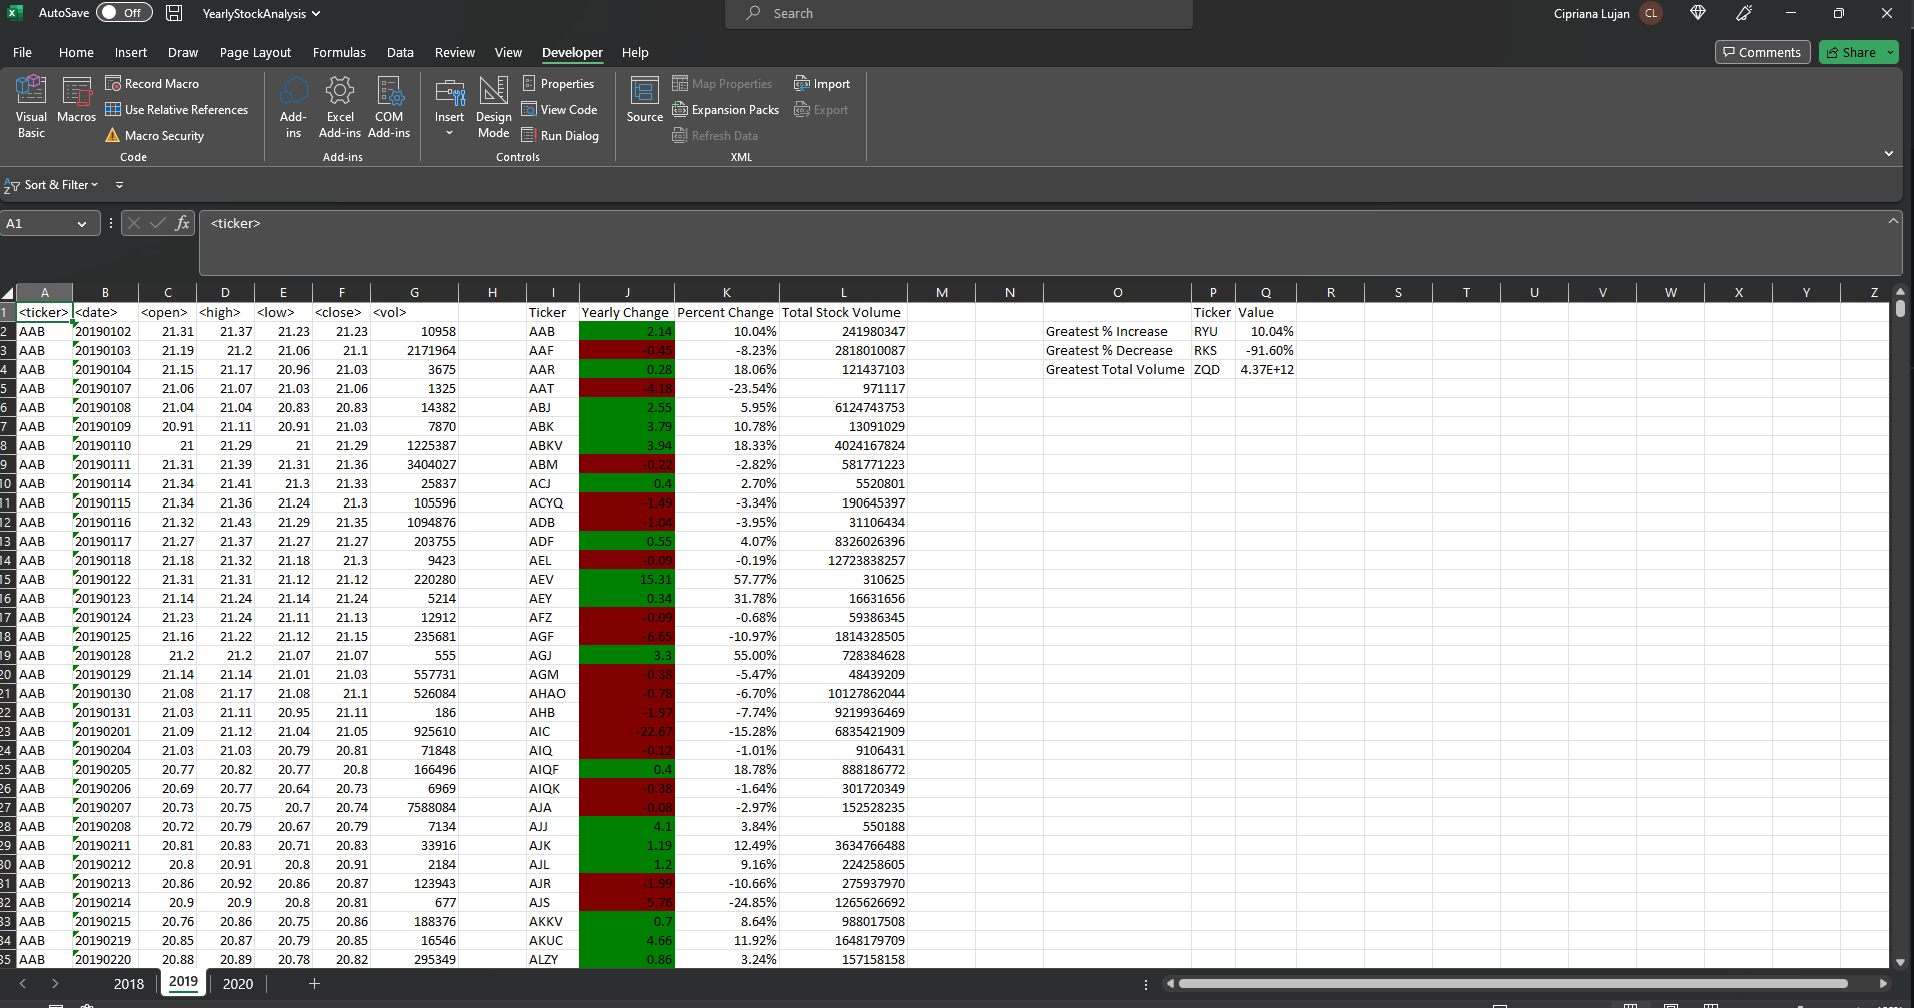 AutoSave Off YearlyStockAnalysis Search Cipriana Lujan CL
File Home Insert Draw Page Layout Formulas Data Review View Developer Help Comments Share
Visual Basic Macros Record Macro Use Relative References Macro Security Code
Add-ins Excel Add-ins COM Add-ins Add-ins
Insert Design Mode Properties View Code Run Dialog Controls
Source Map Properties Expansion Packs Refresh Data Import Export XML
Sort & Filter
A1 fx <ticker>
A B C D E F G H I J K L M N O P Q R S T U V W X Y Z
1 <ticker> <date> <open> <high> <low> <close> <vol> Ticker Yearly Change Percent Change Total Stock Volume Ticker Value
2 AAB 20190102 21.31 21.37 21.23 21.23 10958 AAB 2.14 10.04% 241980347 Greatest % Increase RYU 10.04%
3 AAB 20190103 21.19 21.2 21.06 21.1 2171964 AAF -0.45 -8.23% 2818010087 Greatest % Decrease RKS -91.60%
4 AAB 20190104 21.15 21.17 20.96 21.03 3675 AAR 0.28 18.06% 121437103 Greatest Total Volume ZQD 4.37E+12
5 AAB 20190107 21.06 21.07 21.03 21.06 1325 AAT -4.18 -23.54% 971117
6 AAB 20190108 21.04 21.04 20.83 20.83 14382 ABJ 2.55 5.95% 6124743753
7 AAB 20190109 20.91 21.11 20.91 21.03 7870 ABK 3.79 10.78% 13091029
8 AAB 20190110 21 21.29 21 21.29 1225387 ABKV 3.94 18.33% 4024167824
9 AAB 20190111 21.31 21.39 21.31 21.36 3404027 ABM -0.22 -2.82% 581771223
10 AAB 20190114 21.34 21.41 21.3 21.33 25837 ACJ 0.4 2.70% 5520801
11 AAB 20190115 21.34 21.36 21.24 21.3 105596 ACYQ -1.49 -3.34% 190645397
12 AAB 20190116 21.32 21.43 21.29 21.35 1094876 ADB -1.04 -3.95% 31106434
13 AAB 20190117 21.27 21.37 21.27 21.27 203755 ADF 0.55 4.07% 8326026396
14 AAB 20190118 21.18 21.32 21.18 21.3 9423 AEL -0.09 -0.19% 12723838257
15 AAB 20190122 21.31 21.31 21.12 21.12 220280 AEV 15.31 57.77% 310625
16 AAB 20190123 21.14 21.24 21.14 21.24 5214 AEY 0.34 31.78% 16631656
17 AAB 20190124 21.23 21.24 21.11 21.13 12912 AFZ -0.09 -0.68% 59386345
18 AAB 20190125 21.16 21.22 21.12 21.15 235681 AGF -6.65 -10.97% 1814328505
19 AAB 20190128 21.2 21.2 21.07 21.07 555 AGJ 3.3 55.00% 728384628
20 AAB 20190129 21.14 21.14 21.01 21.03 557731 AGM -0.38 -5.47% 48439209
21 AAB 20190130 21.08 21.17 21.08 21.1 526084 AHAO -0.78 -6.70% 10127862044
22 AAB 20190131 21.03 21.11 20.95 21.11 186 AHB -1.97 -7.74% 9219936469
23 AAB 20190201 21.09 21.12 21.04 21.05 925610 AIC -22.67 -15.28% 6835421909
24 AAB 20190204 21.03 21.03 20.79 20.81 71848 AIQ -0.12 -1.01% 9106431
25 AAB 20190205 20.77 20.82 20.77 20.8 166496 AIQF 0.4 18.78% 888186772
26 AAB 20190206 20.69 20.77 20.64 20.73 6969 AIQK -0.38 -1.64% 301720349
27 AAB 20190207 20.73 20.75 20.7 20.74 7588084 AJA -0.08 -2.97% 152528235
28 AAB 20190208 20.72 20.79 20.67 20.79 7134 AJJ 4.1 3.84% 550188
29 AAB 20190211 20.81 20.83 20.71 20.83 33916 AJK 1.19 12.49% 3634766488
30 AAB 20190212 20.8 20.91 20.8 20.91 2184 AJL 1.2 9.16% 224258605
31 AAB 20190213 20.86 20.92 20.86 20.87 123943 AJR -1.99 -10.66% 275937970
32 AAB 20190214 20.9 20.9 20.8 20.81 677 AJS -5.76 -24.85% 1265626692
33 AAB 20190215 20.76 20.86 20.75 20.86 188376 AKKV 0.7 8.64% 988017508
34 AAB 20190219 20.85 20.87 20.79 20.85 16546 AKUC 4.66 11.92% 1648179709
35 AAB 20190220 20.88 20.89 20.78 20.82 295349 ALZY 0.86 3.24% 157158158
2018 2019 2020